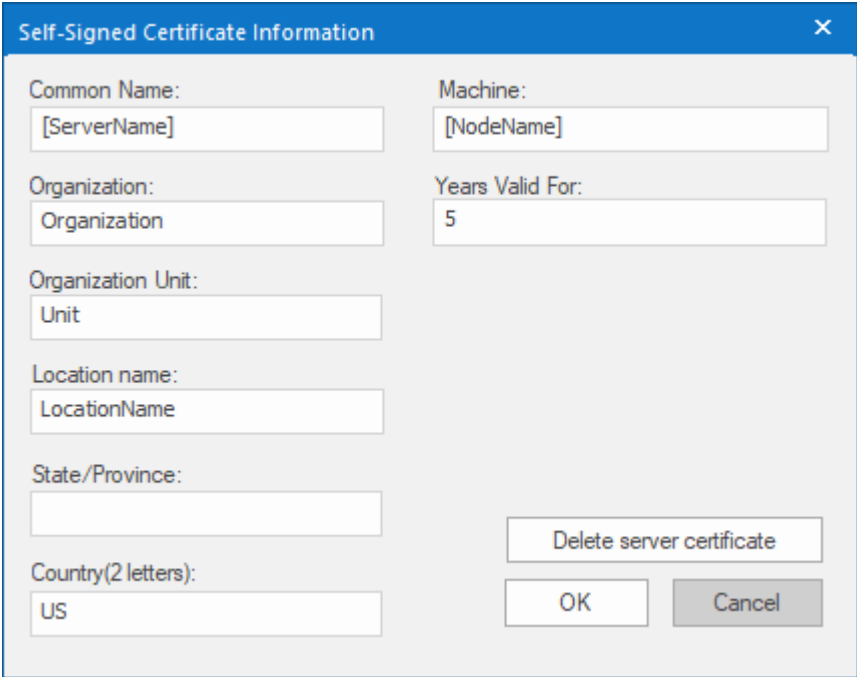 Self-Signed Certificate Information
Common Name:
[ServerName]
Machine:
[NodeName]
Organization:
Organization
Years Valid For:
5
Organization Unit:
Unit
Location name:
LocationName
State/Province:
Country(2 letters):
US
Delete server certificate
OK
Cancel